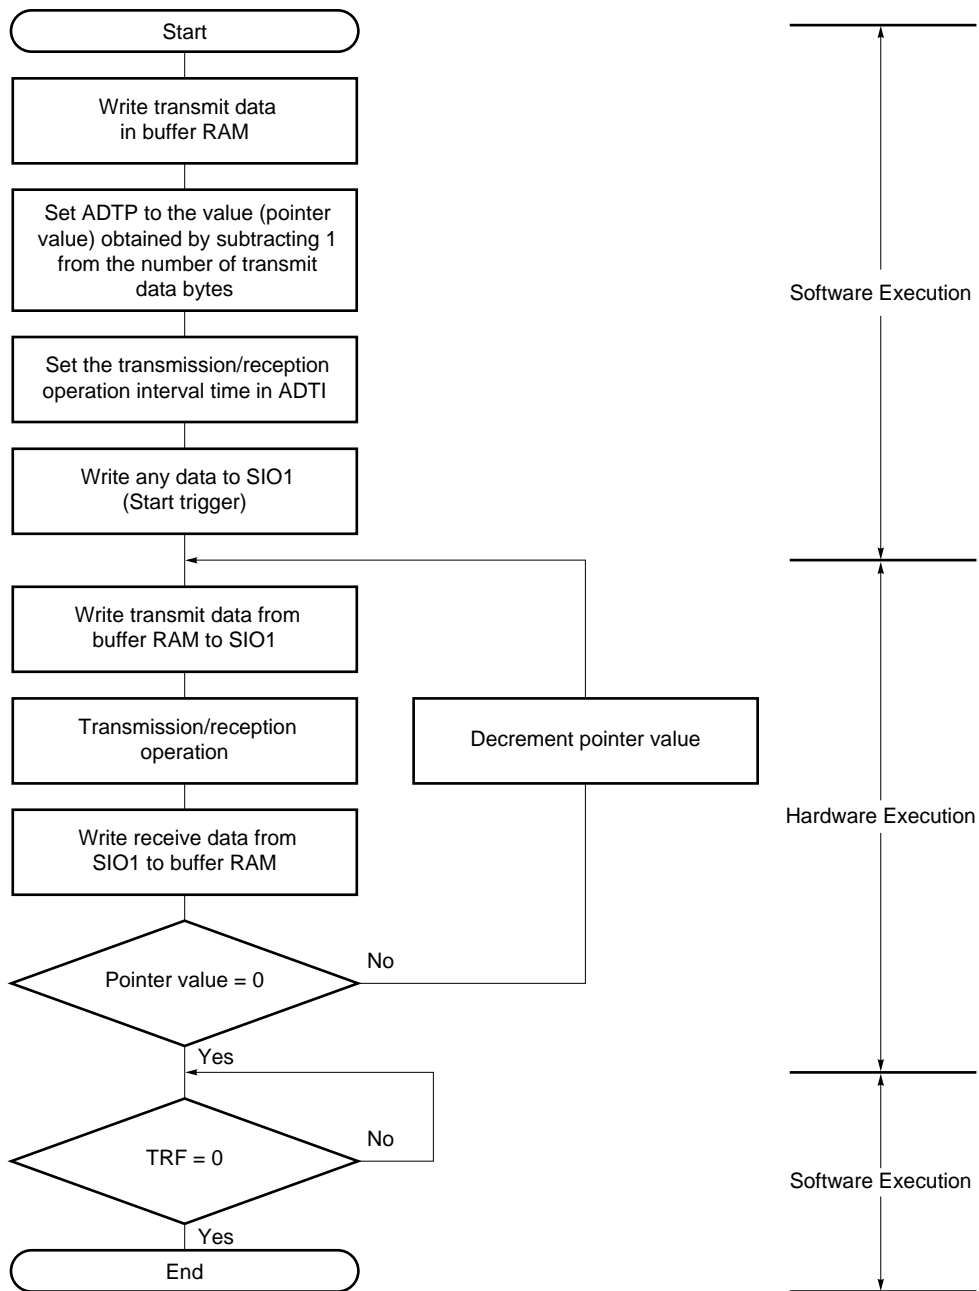 Start
Write transmit data
in buffer RAM
Set ADTP to the value (pointer
value) obtained by subtracting 1
from the number of transmit
data bytes
Software Execution
Set the transmission/reception
operation interval time in ADTI
Write any data to SIO1
(Start trigger)
Write transmit data from
buffer RAM to SIO1
Transmission/reception
operation
Decrement pointer value
Hardware Execution
Write receive data from
SIO1 to buffer RAM
Pointer value = 0
No
Yes
TRF = 0
No
Software Execution
Yes
End